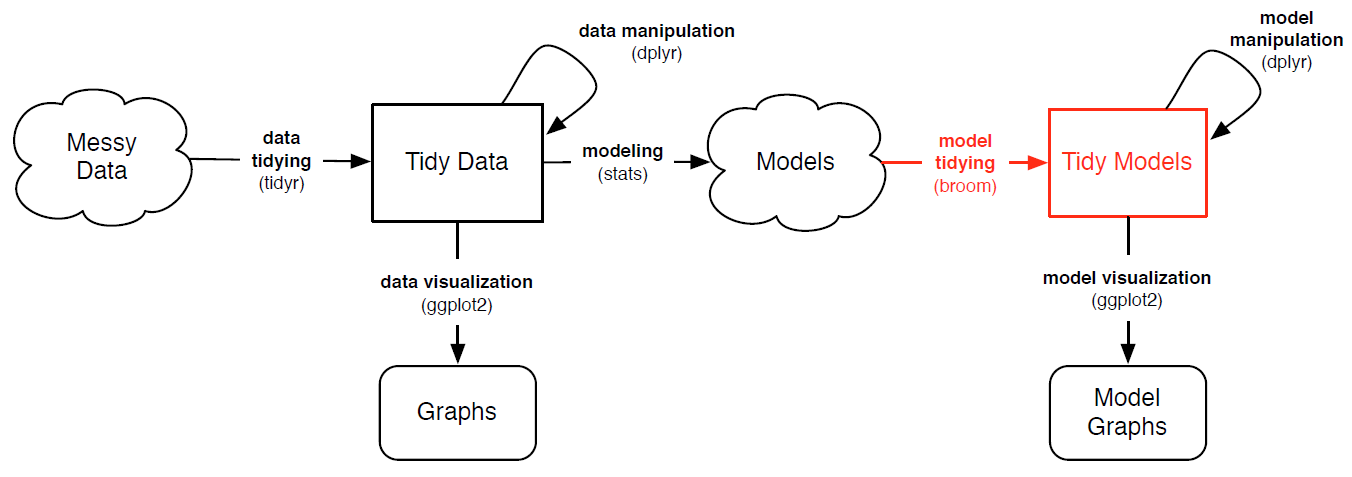 Messy
Data
data
tidying
(tidyr)
Tidy Data
data manipulation
(dplyr)
modeling
(stats)
Models
model
tidying
(broom)
Tidy Models
model
manipulation
(dplyr)
data visualization
(ggplot2)
Graphs
model visualization
(ggplot2)
Model
Graphs